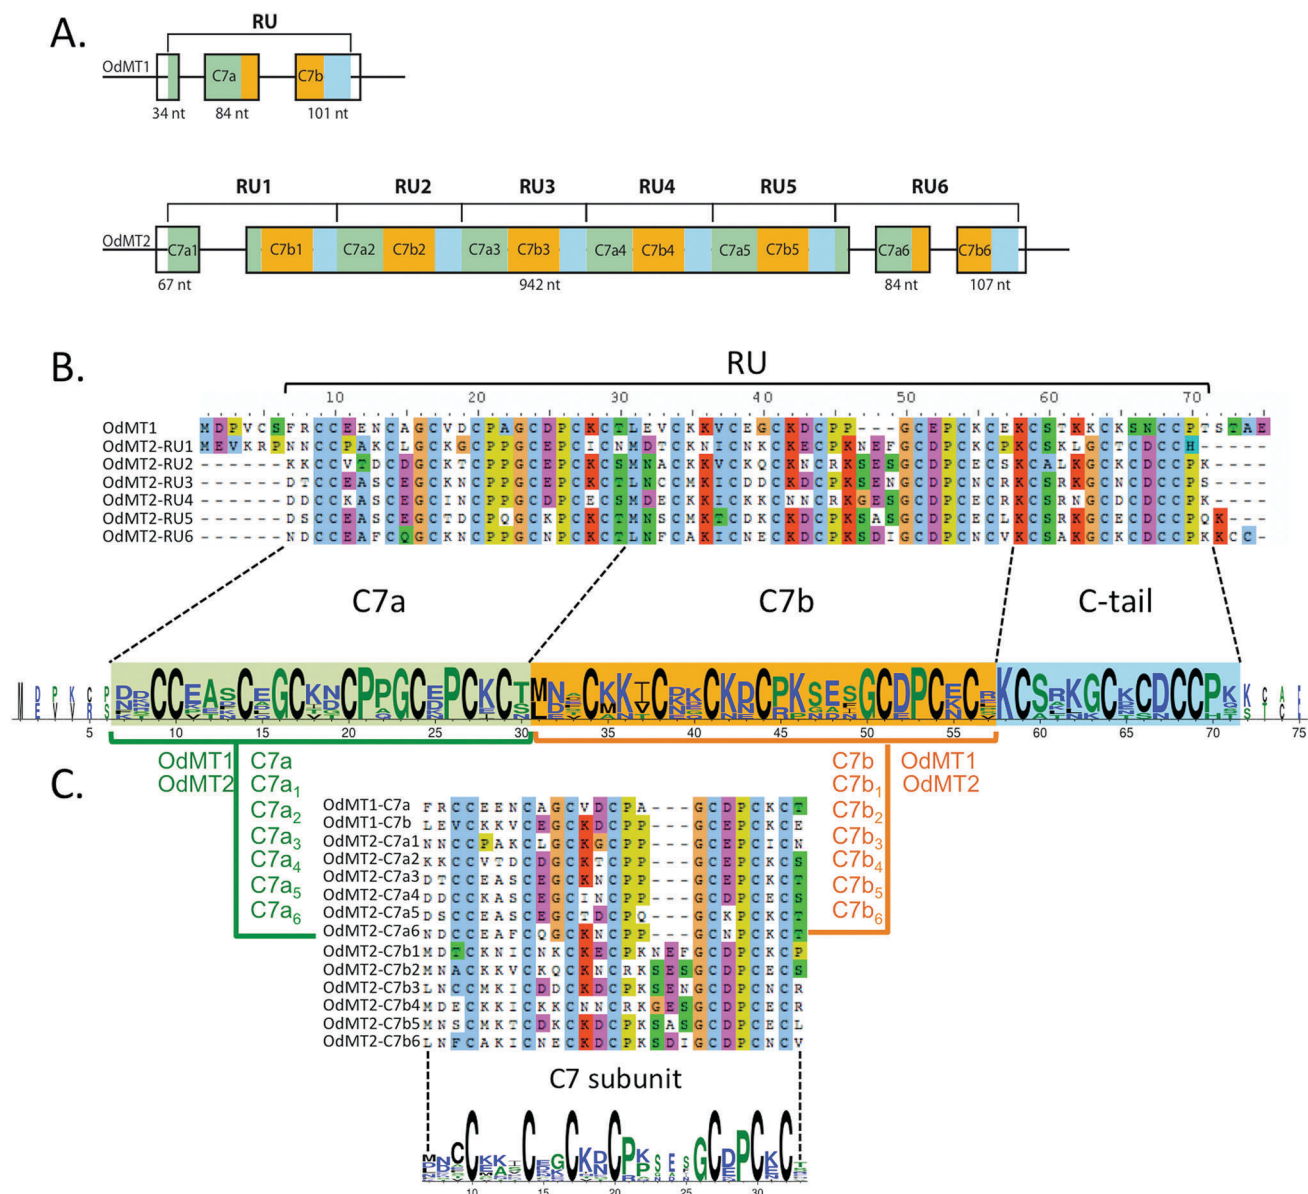 A.
RU
OdMT1
C7a
C7b
34 nt
84 nt
101 nt
RU1
RU2
RU3
RU4
RU5
RU6
OdMT2
C7a1
C7b1
C7a2
C7b2
C7a3
C7b3
C7a4
C7b4
C7a5
C7b5
C7a6
C7b6
67 nt
942 nt
84 nt
107 nt
B.
RU
10 20 30 40 50 60 70
OdMT1 MDPVCSFRCCEENCAGCVDCPAGCDPCKCTLEVCKKVCEGCKDCPP---GCEPCKCEKCSTKKCKSNCCPTSTAE
OdMT2-RU1 MEVKRPNNCCPAKCLGCKGCPPGCEPCICNMDTCKNICNKCKECPKNEFGCDPCKCPKCSKLGCTCDCCH-----
OdMT2-RU2 ------KKCCVTDCDGCKTCPPGCEPCKCSMNACKKVCKQCKNCRKSESGCDPCECSKCALKGCKCDCCPK----
OdMT2-RU3 ------DTCCEASCEGCKNCPPGCEPCKCTLNCCMKICDDCKDCPKSENGCDPCNCRKCSRLGCNCECCPK----
OdMT2-RU4 ------DDCCKASCEGCINCPPGCDPCECSMDECKKICKKCNNCRKGESGCDPCECRKCSRNGCDCDCCPS----
OdMT2-RU5 ------DSCCEASCEGCTDCPQGCKPCKCTMNSCMKTCDKCKDCPKSASGCDPCECLKCSRKGCECDCCPQK---
OdMT2-RU6 ------NDCCEAFCQGCKNCPPGCNPCKCTLNFCAKICNECKDCPKSDIGCDPCNCVKCSAKGCKCDCCPKKCC-
C7a
C7b
C-tail
5 10 15 20 25 30 35 40 45 50 55 60 65 70 75
OdMT1 C7a
OdMT2 C7a1
C7a2
C7a3
C7a4
C7a5
C7a6
C7b OdMT1
C7b1 OdMT2
C7b2
C7b3
C7b4
C7b5
C7b6
C.
OdMT1-C7a FRCCEENCAGCVDCPA---GCDPCKCT
OdMT1-C7b LEVCKKVCEGCKDCPP---GCEPCKCE
OdMT2-C7a1 NNCCPAKCLGCKGCPP---GCEPCICN
OdMT2-C7a2 KKCCVTDCDGCKTCPP---GCEPCKCS
OdMT2-C7a3 DTCCEASCEGCKNCPP---GCEPCKCT
OdMT2-C7a4 DDCCKASCEGCINCPP---GCDPCECS
OdMT2-C7a5 DSCCEASCEGCTDCPQ---GCKPCKCT
OdMT2-C7a6 NDCCEAFCQGCKNCPP---GCNPCKCT
OdMT2-C7b1 MDTCKNICNKCKECPKNEFGCDPCKCP
OdMT2-C7b2 MNACKKVCKQCKNCRKSESGCDPCECS
OdMT2-C7b3 LNCCMKICDDCKDCPKSENGCDPCNCR
OdMT2-C7b4 MDECKKICKKCNNCRKGESGCDPCECR
OdMT2-C7b5 MNSCMKTCDKCKDCPKSASGCDPCECL
OdMT2-C7b6 LNFCAKICNECKDCPKSDIGCDPCNCV
C7 subunit
10 15 20 25 30